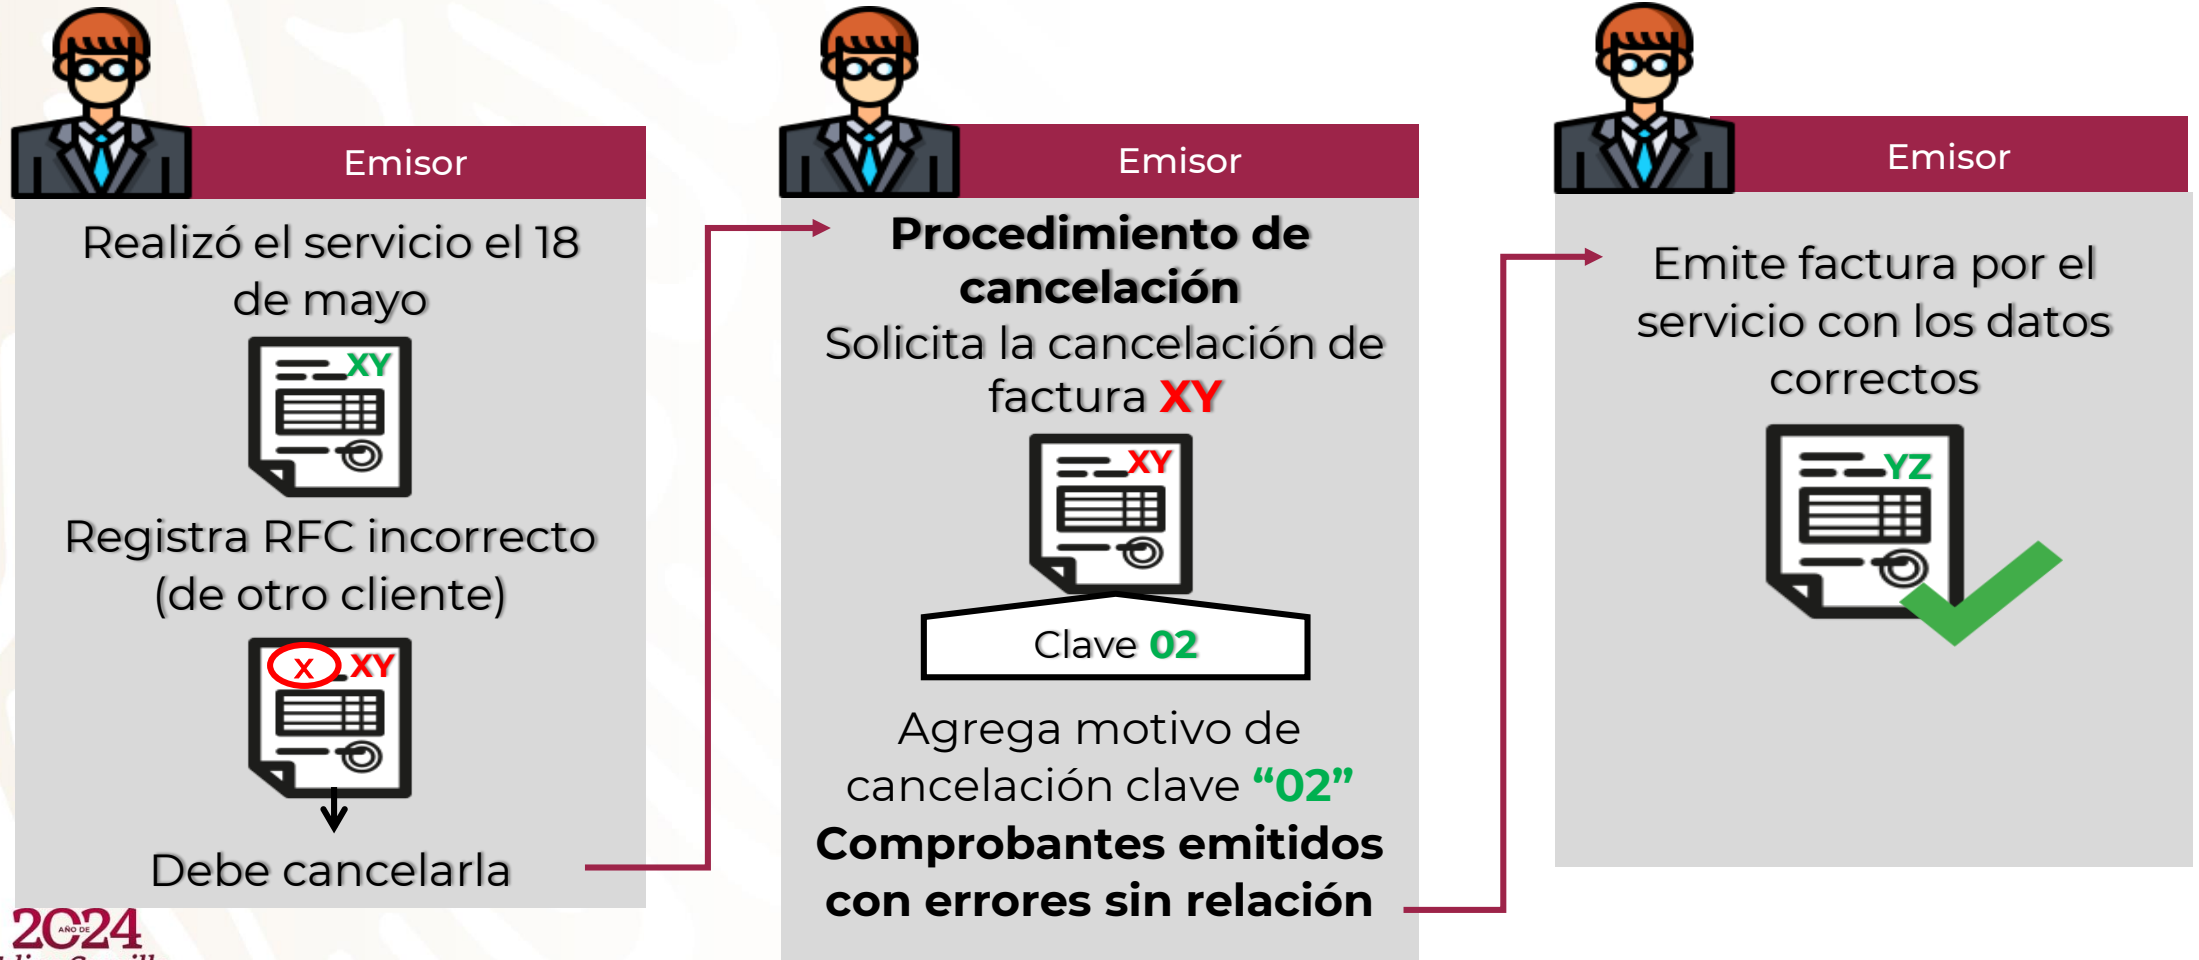 Emisor
Realizó el servicio el 18
de mayo
XY
Registra RFC incorrecto
(de otro cliente)
x XY
Debe cancelarla
2024
AÑO DE
Emisor
Procedimiento de
cancelación
Solicita la cancelación de
factura XY
XY
Clave 02
Agrega motivo de
cancelación clave “02”
Comprobantes emitidos
con errores sin relación
Emisor
Emite factura por el
servicio con los datos
correctos
YZ